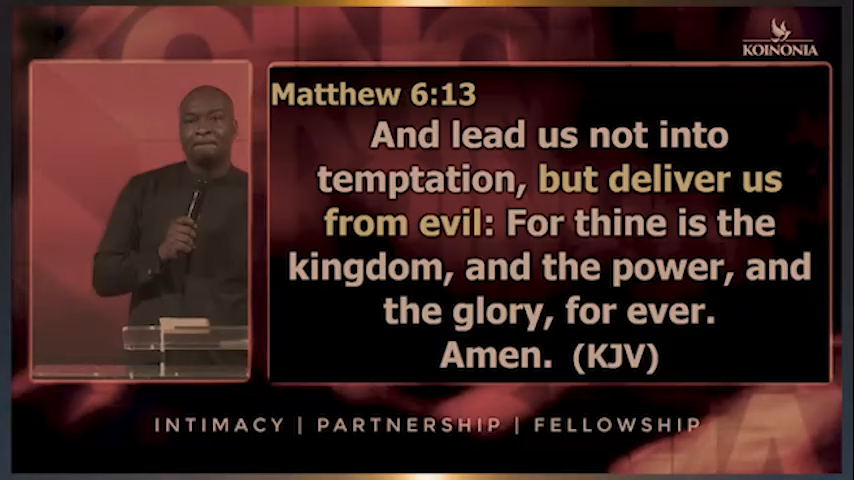 KOINONIA
Matthew 6:13
And lead us not into
temptation, but deliver us
from evil: For thine is the
kingdom, and the power, and
the glory, for ever.
Amen. (KJV)
INTIMACY | PARTNERSHIP | FELLOWSHIP